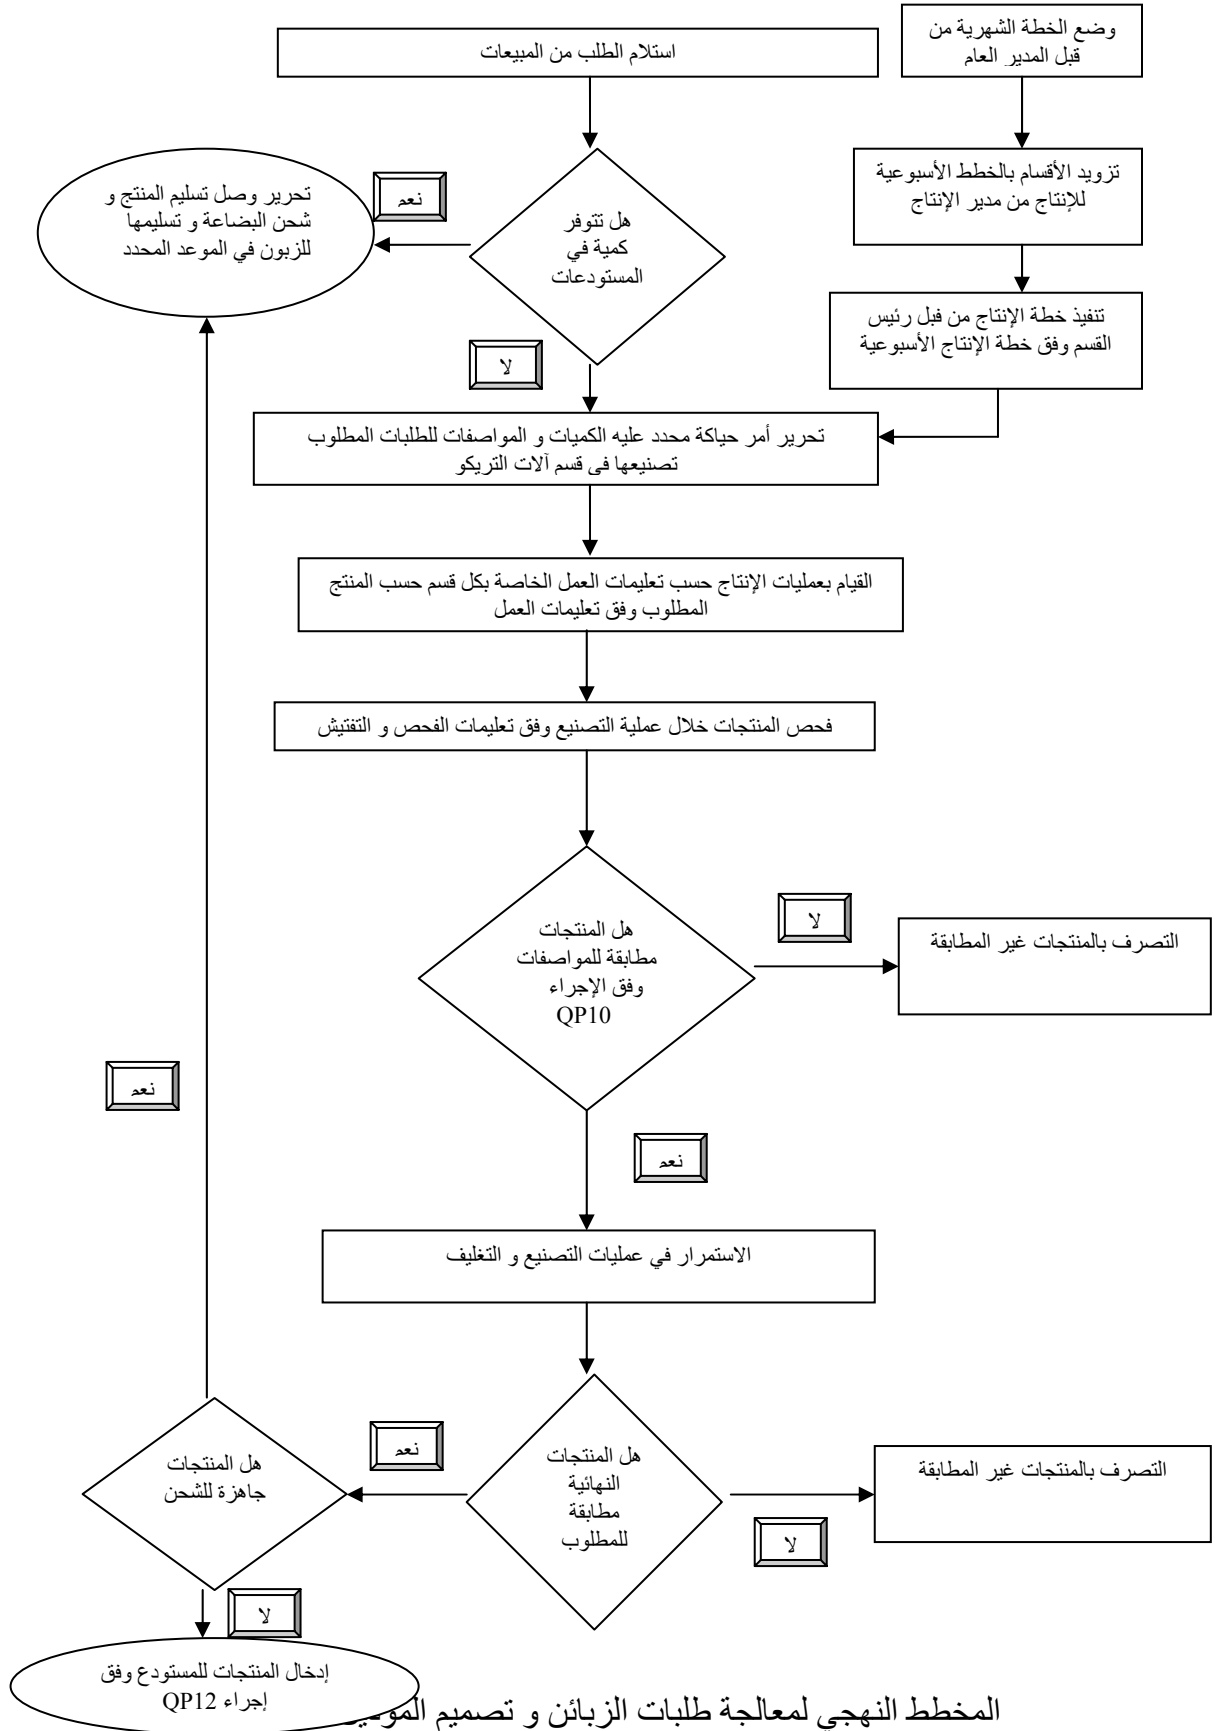 وضع الخطة الشهرية من
قبل المدير العام
استلام الطلب من المبيعات
تزويد الأقسام بالخطط الأسبوعية
للإنتاج من مدير الإنتاج
تحرير وصل تسليم المنتج و
شحن البضاعة و تسليمها
للزبون في الموعد المحدد
نعم
هل تتوفر
كمية في
المستودعات
تنفيذ خطة الإنتاج من فبل رئيس
القسم وفق خطة الإنتاج الأسبوعية
لا
تحرير أمر حياكة محدد عليه الكميات و المواصفات للطلبات المطلوب
تصنيعها في قسم آلات التريكو
القيام بعمليات الإنتاج حسب تعليمات العمل الخاصة بكل قسم حسب المنتج
المطلوب وفق تعليمات العمل
فحص المنتجات خلال عملية التصنيع وفق تعليمات الفحص و التفتيش
هل المنتجات
مطابقة للمواصفات
وفق الإجراء
QP10
لا
التصرف بالمنتجات غير المطابقة
نعم
نعم
الاستمرار في عمليات التصنيع و التغليف
هل المنتجات
النهائية
مطابقة
للمطلوب
نعم
لا
التصرف بالمنتجات غير المطابقة
هل المنتجات
جاهزة للشحن
لا
إدخال المنتجات للمستودع وفق
إجراء QP12
المخطط النهجي لمعالجة طلبات الزبائن و تصميم